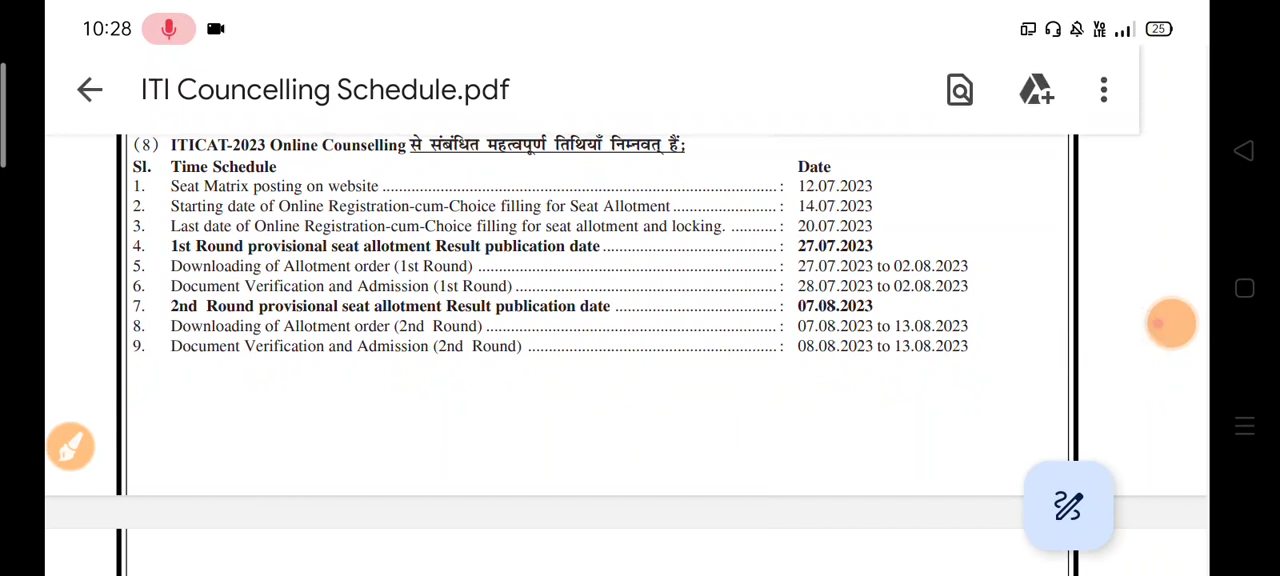 10:28
Vo LTE
25
ITI Councelling Schedule.pdf
(8) ITICAT-2023 Online Counselling से संबंधित महत्वपूर्ण तिथियाँ निम्नवत् हैं;
Sl. Time Schedule Date
1. Seat Matrix posting on website : 12.07.2023
2. Starting date of Online Registration-cum-Choice filling for Seat Allotment : 14.07.2023
3. Last date of Online Registration-cum-Choice filling for seat allotment and locking. : 20.07.2023
4. 1st Round provisional seat allotment Result publication date : 27.07.2023
5. Downloading of Allotment order (1st Round) : 27.07.2023 to 02.08.2023
6. Document Verification and Admission (1st Round) : 28.07.2023 to 02.08.2023
7. 2nd Round provisional seat allotment Result publication date : 07.08.2023
8. Downloading of Allotment order (2nd Round) : 07.08.2023 to 13.08.2023
9. Document Verification and Admission (2nd Round) : 08.08.2023 to 13.08.2023